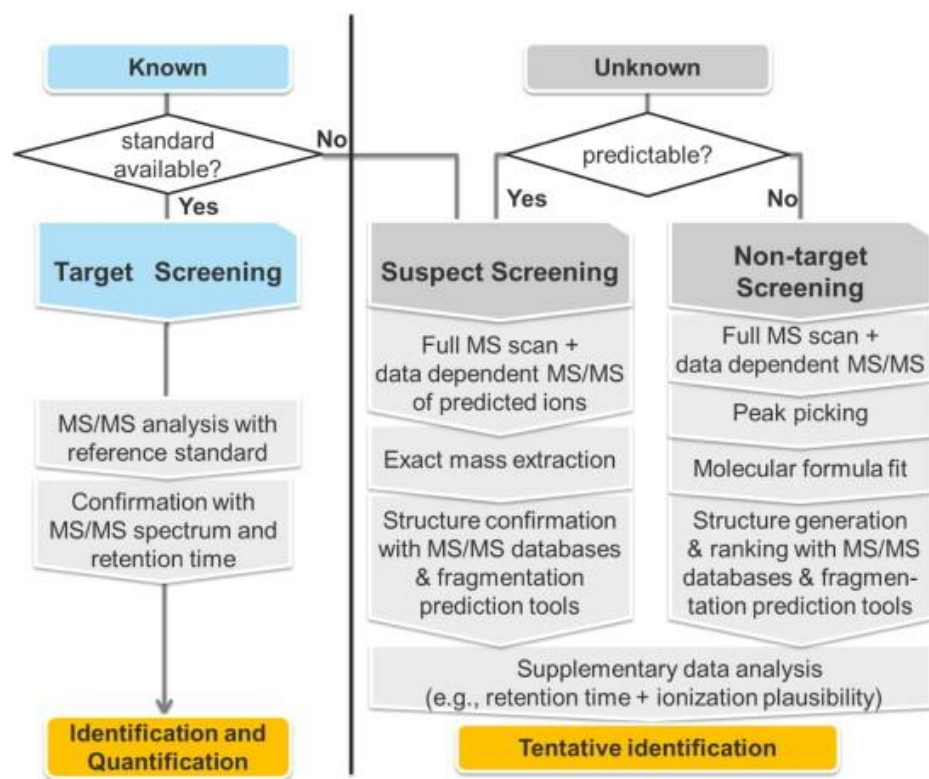 Known
standard
available?
No
Yes
Target Screening
MS/MS analysis with
reference standard
Confirmation with
MS/MS spectrum and
retention time
Identification and
Quantification
Unknown
predictable?
Yes
No
Suspect Screening
Full MS scan +
data dependent MS/MS
of predicted ions
Exact mass extraction
Structure confirmation
with MS/MS databases
& fragmentation
prediction tools
Non-target
Screening
Full MS scan +
data dependent MS/MS
Peak picking
Molecular formula fit
Structure generation
& ranking with MS/MS
databases & fragmen-
tation prediction tools
Supplementary data analysis
(e.g., retention time + ionization plausibility)
Tentative identification